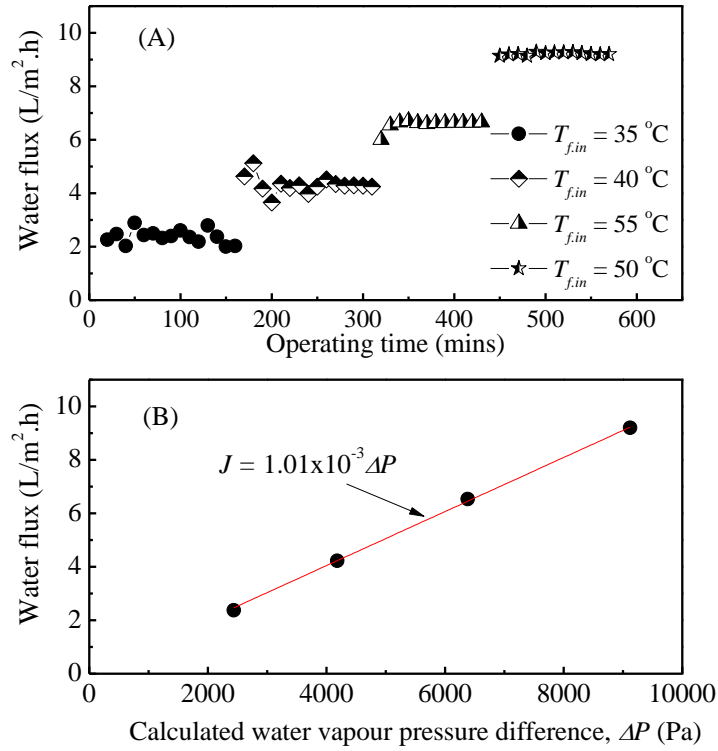 (A)
10
8
6
4
2
0
Water flux (L/m².h)
T_f.in = 35 °C
T_f.in = 40 °C
T_f.in = 55 °C
T_f.in = 50 °C
0 100 200 300 400 500 600
Operating time (mins)
(B)
10
8
6
4
2
0
Water flux (L/m².h)
J = 1.01x10⁻³ΔP
0 2000 4000 6000 8000 10000
Calculated water vapour pressure difference, ΔP (Pa)